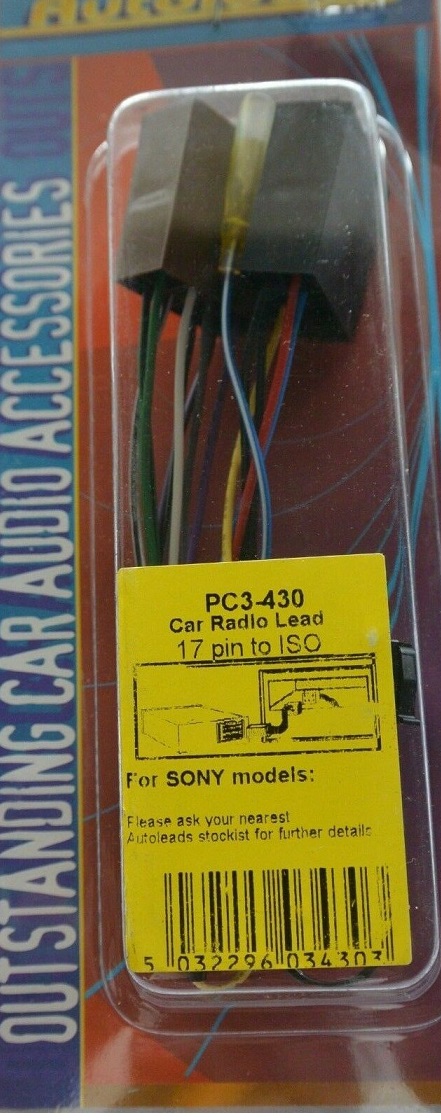 OUTSTANDING CAR AUDIO ACCESSORIES
PC3-430
Car Radio Lead
17 pin to ISO
For SONY models:
Please ask your nearest
Autoleads stockist for further details
5 032296 034303